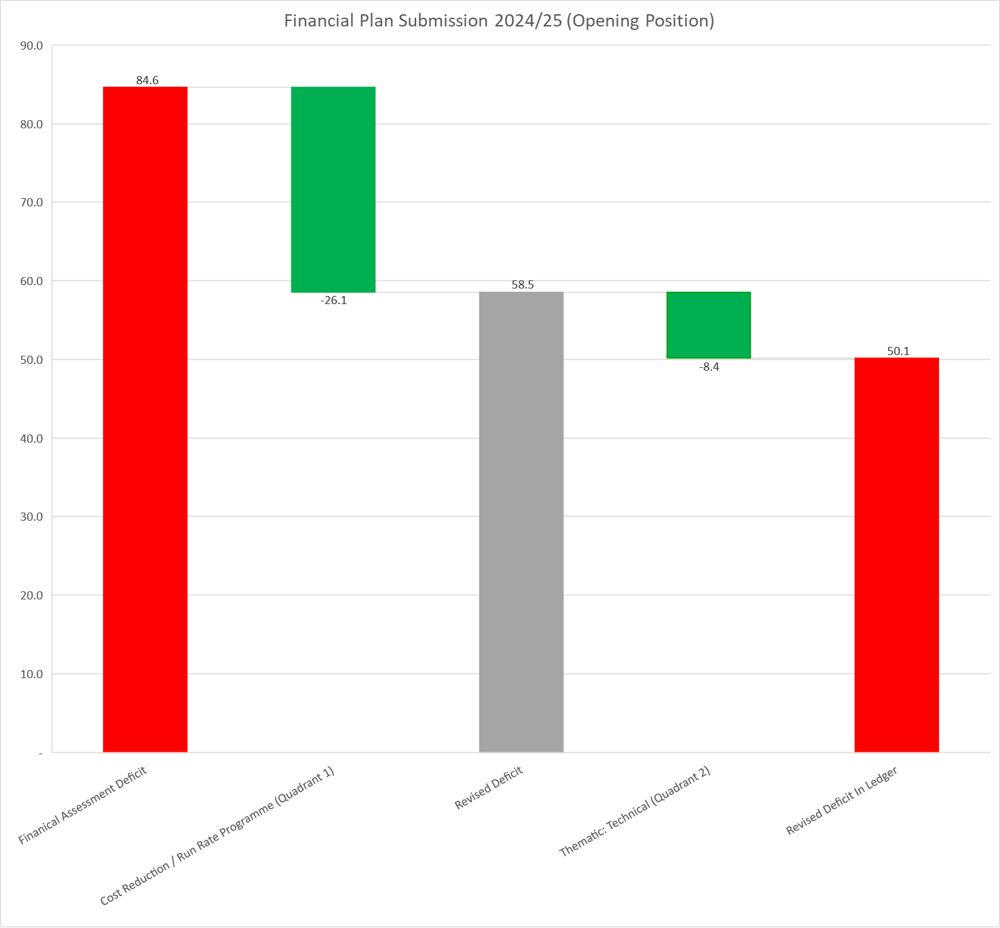 Financial Plan Submission 2024/25 (Opening Position)
90.0
80.0
70.0
60.0
50.0
40.0
30.0
20.0
10.0
-
84.6
-26.1
58.5
-8.4
50.1
Finanical Assessment Deficit
Cost Reduction / Run Rate Programme (Quadrant 1)
Revised Deficit
Thematic: Technical (Quadrant 2)
Revised Deficit In Ledger